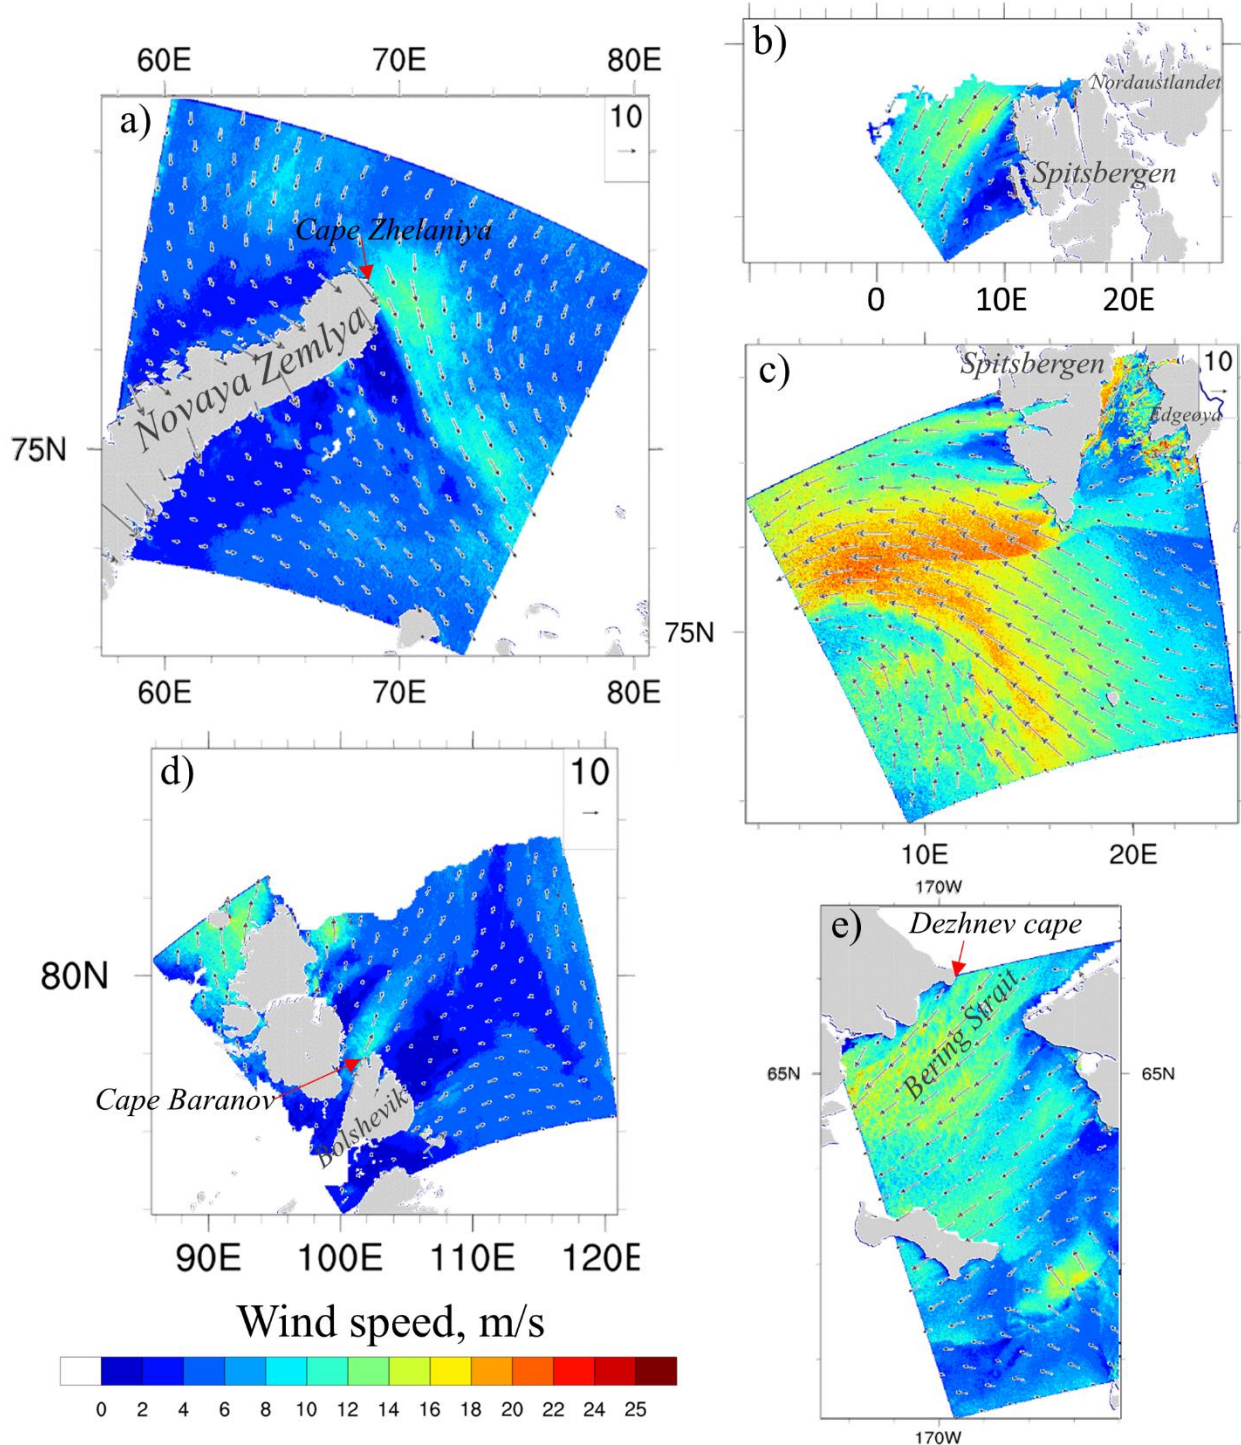 60E 70E 80E
a)
10
Cape Zhelaniya
Novaya Zemlya
75N
60E 70E 80E
b)
Nordaustlandet
Spitsbergen
0 10E 20E
c)
Spitsbergen
10
Edgeøya
75N
10E 20E
d)
10
80N
Cape Baranov
Bolshevik
90E 100E 110E 120E
170W
e)
Dezhnev cape
Bering Strait
65N 65N
170W
Wind speed, m/s
0 2 4 6 8 10 12 14 16 18 20 22 24 25